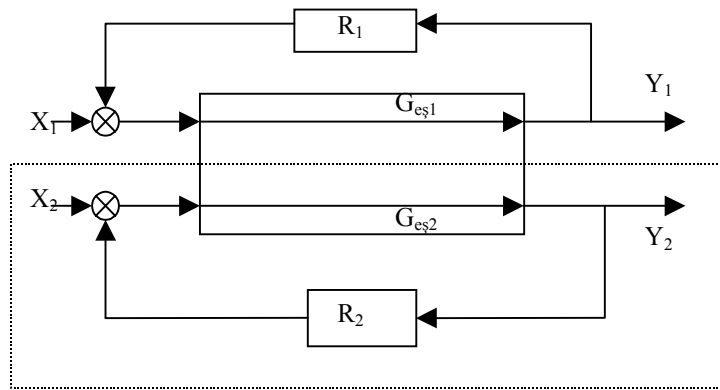 R₁
Y₁
Gₑş₁
X₁
X₂
Gₑş₂
Y₂
R₂